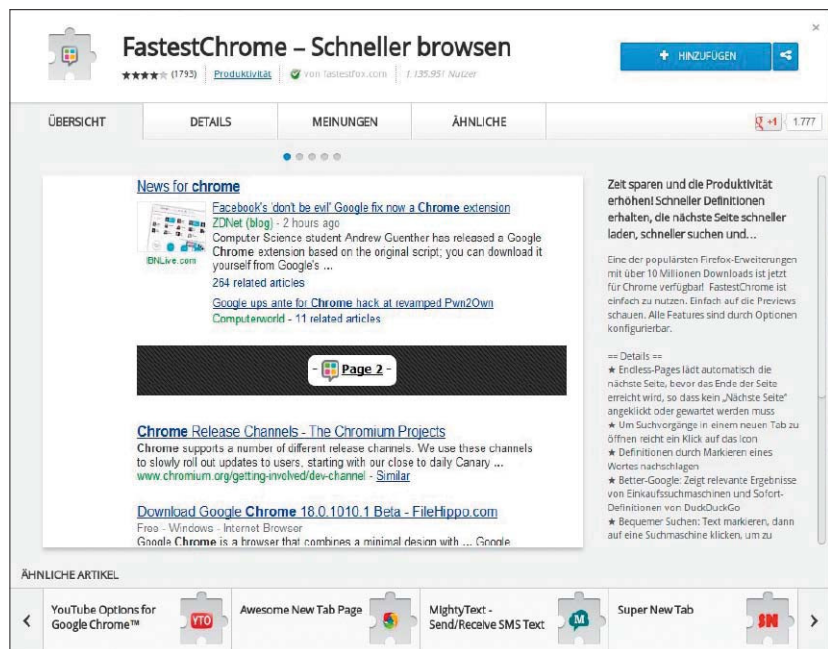 FastestChrome – Schneller browsen
(1793) Produktivität von fastestfox.com 1.135.951 Nutzer
HINZUFÜGEN
ÜBERSICHT DETAILS MEINUNGEN ÄHNLICHE
+1 1.777
News for chrome
Facebook's 'don't be evil' Google fix now a Chrome extension
ZDNet (blog) - 2 hours ago
Computer Science student Andrew Guenther has released a Google
Chrome extension based on the original script; you can download it
yourself from Google's ...
IBNLive.com
264 related articles
Google ups ante for Chrome hack at revamped Pwn2Own
Computerworld - 11 related articles
- Page 2 -
Chrome Release Channels - The Chromium Projects
Chrome supports a number of different release channels. We use these channels
to slowly roll out updates to users, starting with our close to daily Canary ...
www.chromium.org/getting-involved/dev-channel - Similar
Download Google Chrome 18.0.1010.1 Beta - FileHippo.com
Free - Windows - Internet Browser
Google Chrome is a browser that combines a minimal design with ... Google
Zeit sparen und die Produktivität
erhöhen! Schneller Definitionen
erhalten, die nächste Seite schneller
laden, schneller suchen und...
Eine der populärsten Firefox-Erweiterungen
mit über 10 Millionen Downloads ist jetzt
für Chrome verfügbar! FastestChrome ist
einfach zu nutzen. Einfach auf die Previews
schauen. Alle Features sind durch Optionen
konfigurierbar.
== Details ==
★ Endless-Pages lädt automatisch die
nächste Seite, bevor das Ende der Seite
erreicht wird, so dass kein „Nächste Seite"
angeklickt oder gewartet werden muss
★ Um Suchvorgänge in einem neuen Tab zu
öffnen reicht ein Klick auf das Icon
★ Definitionen durch Markieren eines
Wortes nachschlagen
★ Better-Google: Zeigt relevante Ergebnisse
von Einkaufssuchmaschinen und Sofort-
Definitionen von DuckDuckGo
★ Bequemer Suchen: Text markieren, dann
auf eine Suchmaschine klicken, um zu
ÄHNLICHE ARTIKEL
YouTube Options for
Google Chrome™
YTO
Awesome New Tab Page
MightyText -
Send/Receive SMS Text
M
Super New Tab
SN